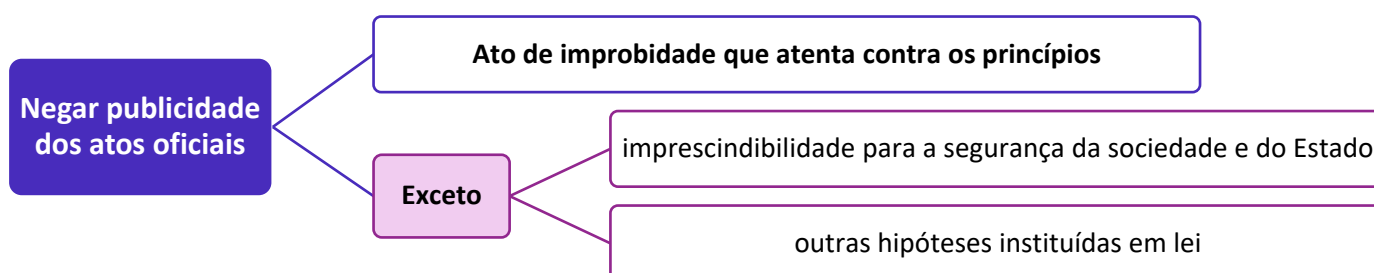 Negar publicidade
dos atos oficiais
Ato de improbidade que atenta contra os princípios
Exceto
imprescindibilidade para a segurança da sociedade e do Estado
outras hipóteses instituídas em lei